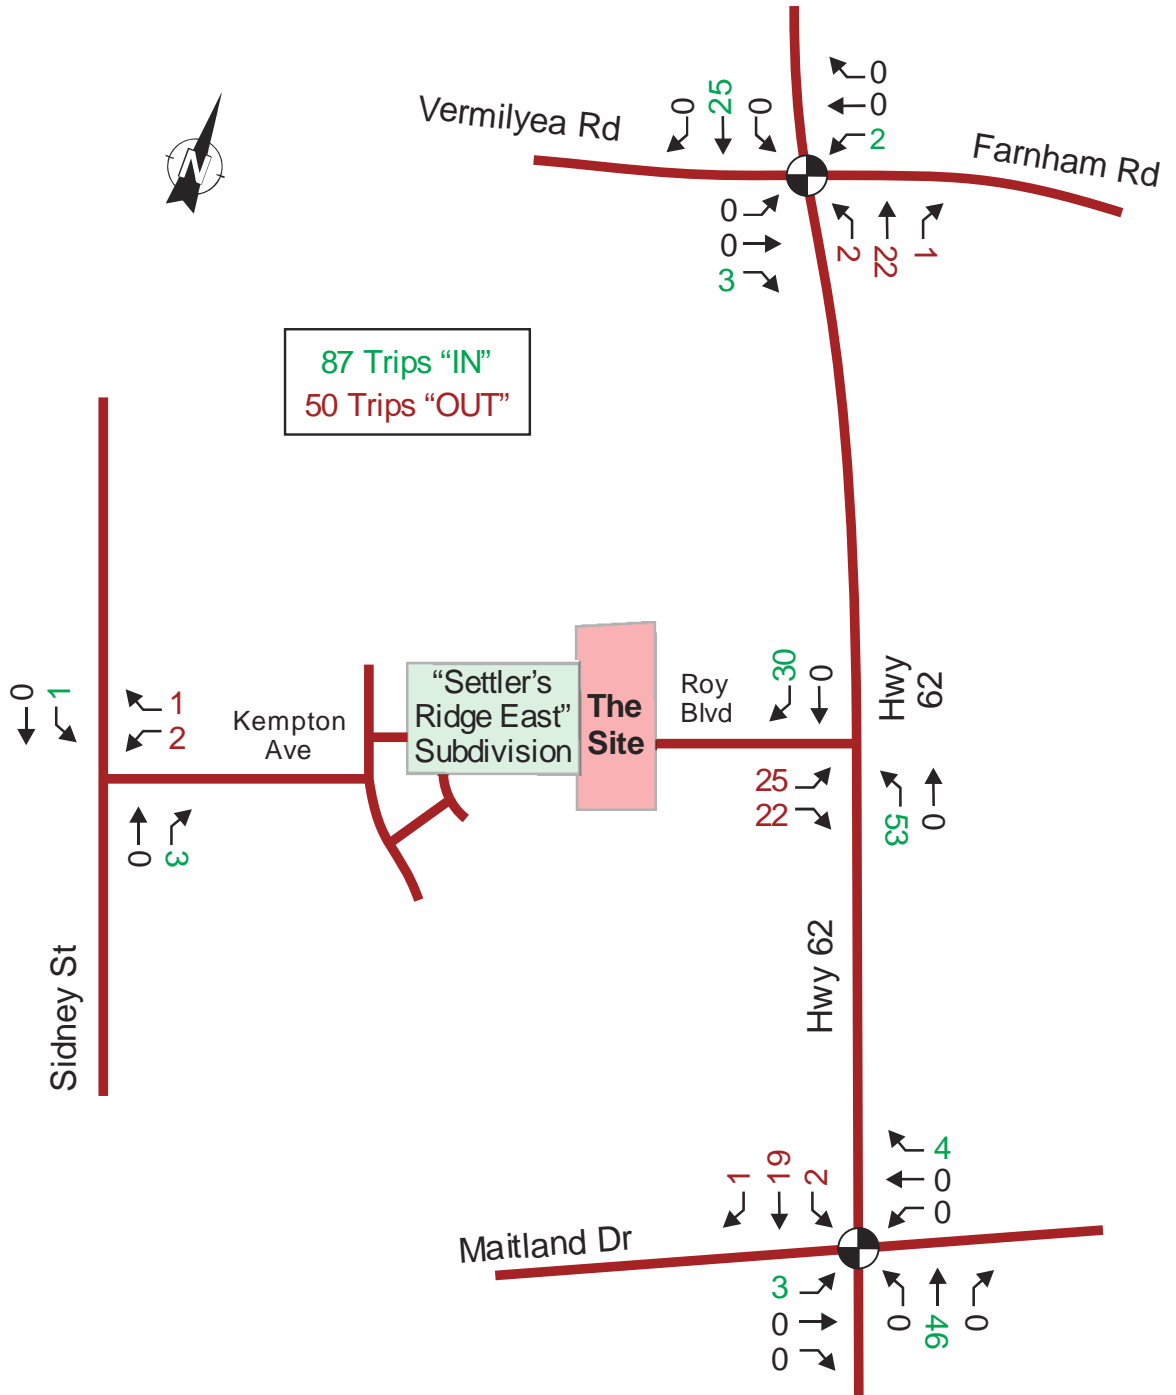 0
25
0
0
0
2
Vermilyea Rd
Farnham Rd
N
0
0
3
2
22
1
87 Trips “IN”
50 Trips “OUT”
0
1
1
2
Kempton
Ave
“Settler’s
Ridge East”
Subdivision
The
Site
Roy
Blvd
30
0
Hwy
62
25
22
53
0
0
3
Sidney St
Hwy 62
1
19
2
4
0
0
Maitland Dr
3
0
0
0
46
0